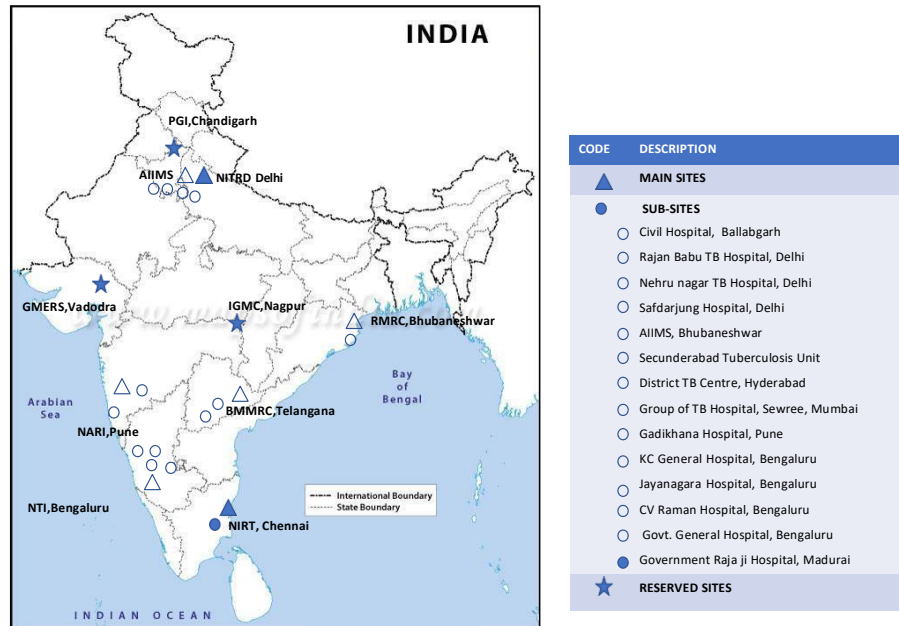 INDIA
PGI,Chandigarh
AIIMS
NITRD Delhi
GMERS,Vadodra
IGMC,Nagpur
RMRC,Bhubaneshwar
Bay
of
Bengal
Arabian
Sea
BMMRC,Telangana
NARI,Pune
International Boundary
State Boundary
NTI,Bengaluru
NIRT, Chennai
INDIAN OCEAN
CODE DESCRIPTION
MAIN SITES
SUB-SITES
Civil Hospital, Ballabgarh
Rajan Babu TB Hospital, Delhi
Nehru nagar TB Hospital, Delhi
Safdarjung Hospital, Delhi
AIIMS, Bhubaneshwar
Secunderabad Tuberculosis Unit
District TB Centre, Hyderabad
Group of TB Hospital, Sewree, Mumbai
Gadikhana Hospital, Pune
KC General Hospital, Bengaluru
Jayanagara Hospital, Bengaluru
CV Raman Hospital, Bengaluru
Govt. General Hospital, Bengaluru
Government Raja ji Hospital, Madurai
RESERVED SITES